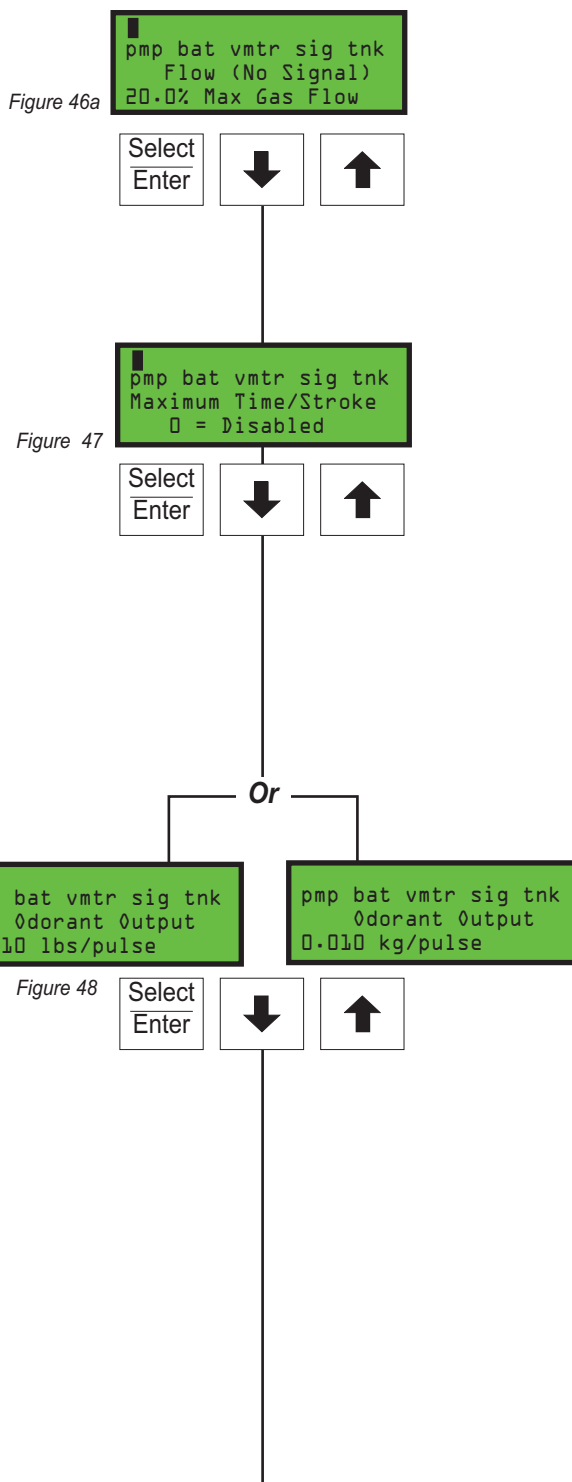 pmp bat vmtr sig tnk
Flow (No Signal)
20.0% Max Gas Flow
Figure 46a
Select
Enter
pmp bat vmtr sig tnk
Maximum Time/Stroke
0 = Disabled
Figure 47
Select
Enter
Or
bat vmtr sig tnk
Odorant Output
10 lbs/pulse
pmp bat vmtr sig tnk
Odorant Output
0.010 kg/pulse
Figure 48
Select
Enter